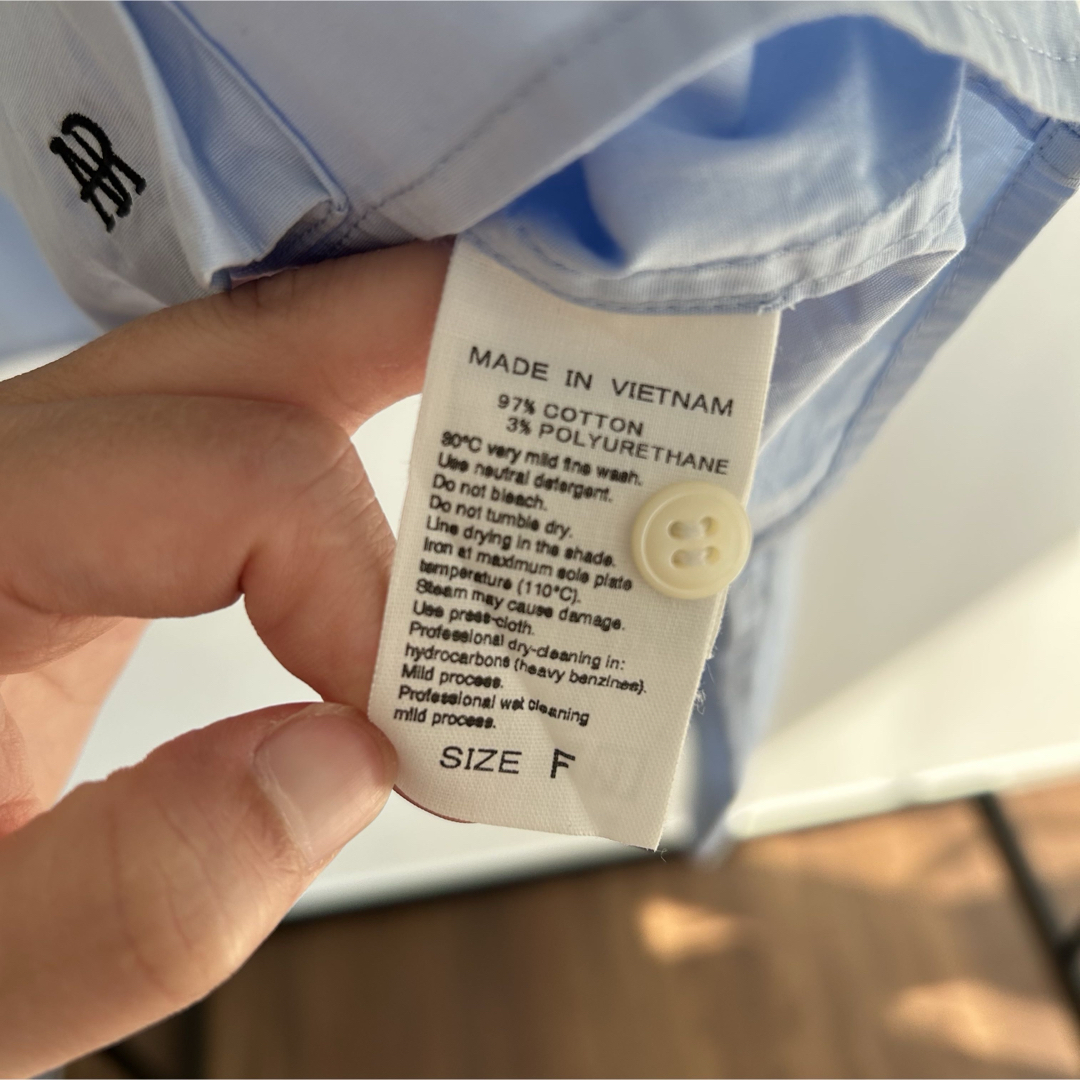 AR
MADE IN VIETNAM
97% COTTON
3% POLYURETHANE
30°C very mild fine wash.
Use neutral detergent.
Do not bleach.
Do not tumble dry.
Line drying in the shade.
Iron at maximum sole plate
temperature (110°C).
Steam may cause damage.
Use press-cloth.
Professional dry-cleaning in:
hydrocarbons (heavy benzines).
Mild process.
Professional wet cleaning
mild process.
SIZE F